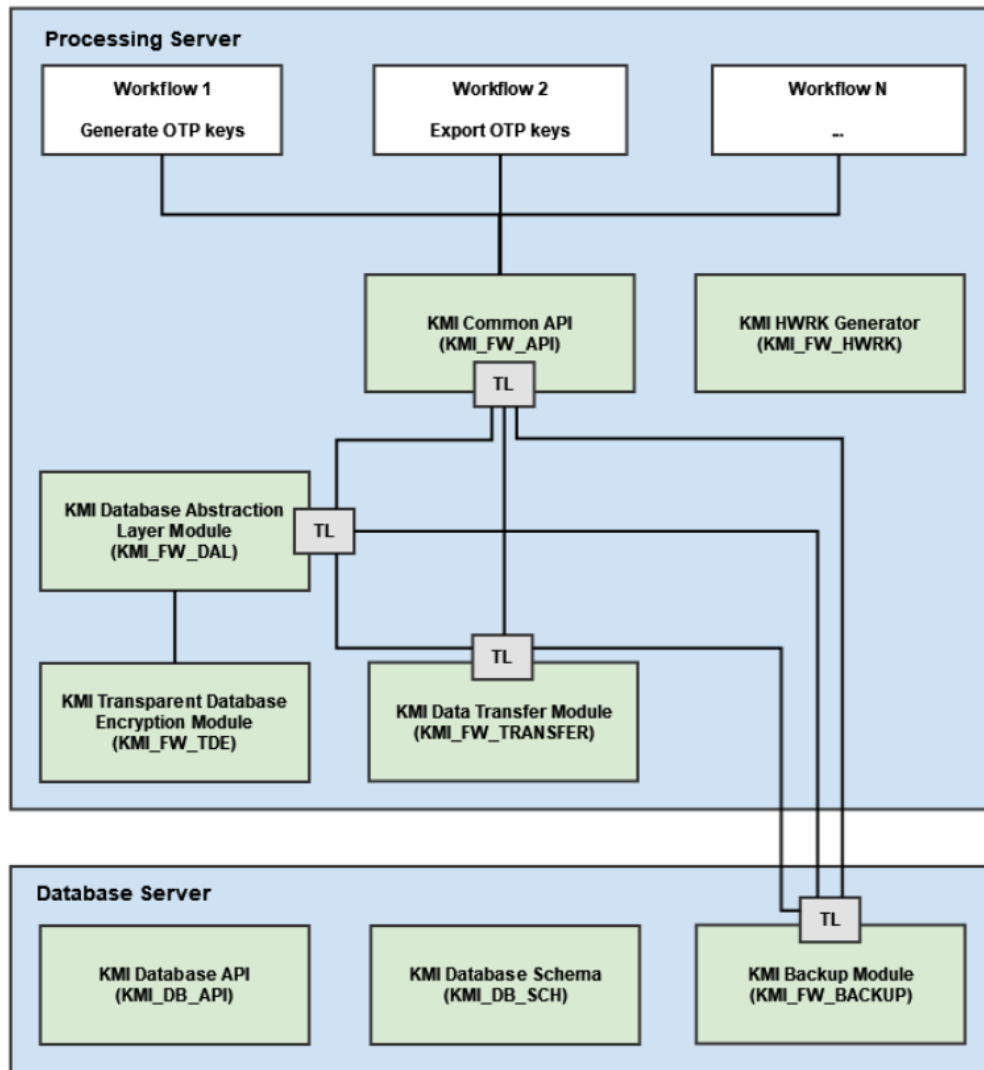 Processing Server
Workflow 1
Generate OTP keys
Workflow 2
Export OTP keys
Workflow N
...
KMI Common API
(KMI_FW_API)
TL
KMI HWRK Generator
(KMI_FW_HWRK)
KMI Database Abstraction
Layer Module
(KMI_FW_DAL)
TL
KMI Transparent Database
Encryption Module
(KMI_FW_TDE)
TL
KMI Data Transfer Module
(KMI_FW_TRANSFER)
Database Server
KMI Database API
(KMI_DB_API)
KMI Database Schema
(KMI_DB_SCH)
TL
KMI Backup Module
(KMI_FW_BACKUP)